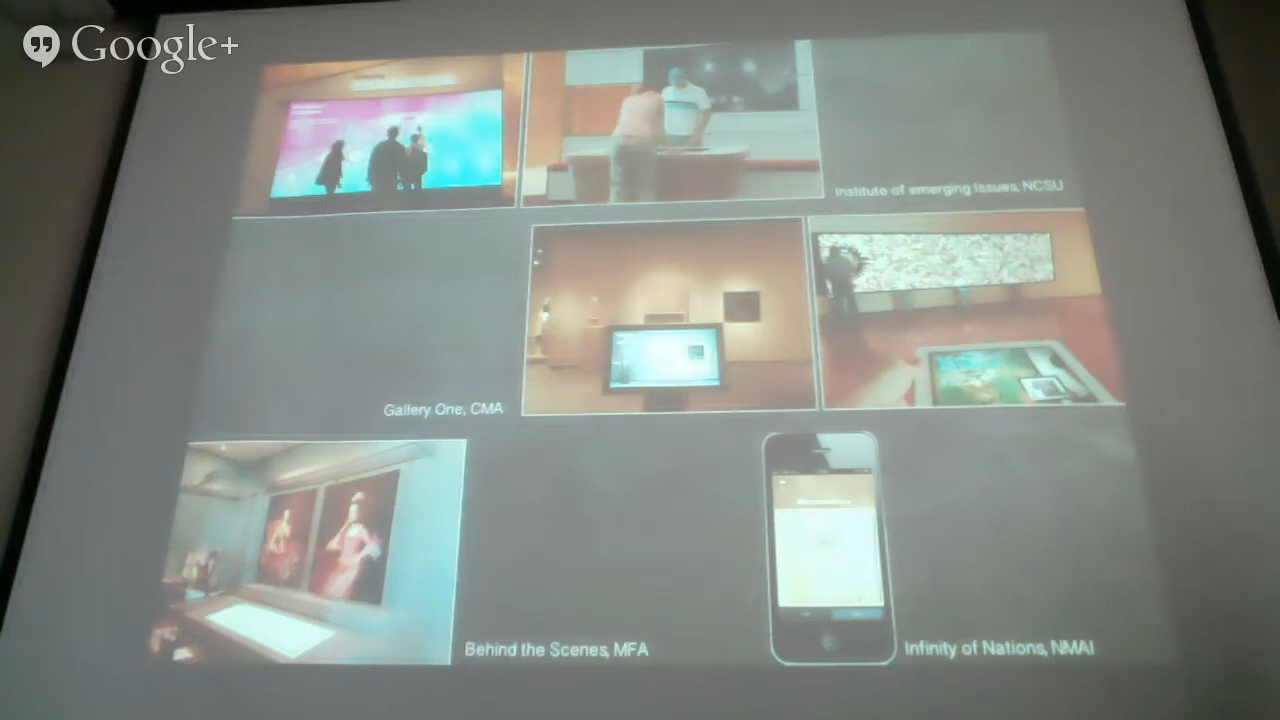 Google+
Institute of emerging Issues, NCSU
Gallery One, CMA
Behind the Scenes, MFA
Infinity of Nations, NMAI